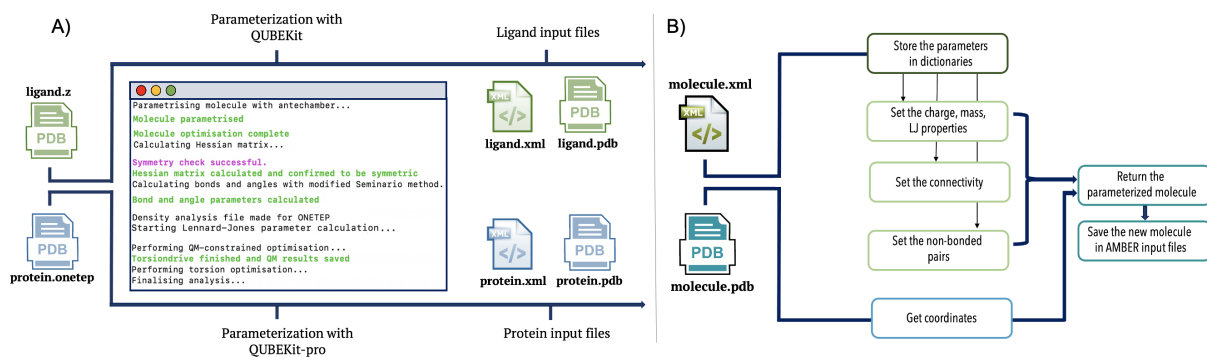 A)
Parameterization with
QUBEKit
Ligand input files
ligand.z
PDB
Parametrising molecule with antechamber...
Molecule parametrised
Molecule optimisation complete
Calculating Hessian matrix...
Symmetry check successful.
Hessian matrix calculated and confirmed to be symmetric
Calculating bonds and angles with modified Seminario method.
Bond and angle parameters calculated
Density analysis file made for ONETEP
Starting Lennard-Jones parameter calculation...
Performing QM-constrained optimisation...
Torsiondrive finished and QM results saved
Performing torsion optimisation...
Finalising analysis...
XML
</>
ligand.xml
PDB
ligand.pdb
PDB
protein.onetep
XML
</>
protein.xml
PDB
protein.pdb
Parameterization with
QUBEKit-pro
Protein input files
B)
molecule.xml
XML
</>
PDB
molecule.pdb
Store the parameters
in dictionaries
Set the charge, mass,
LJ properties
Set the connectivity
Set the non-bonded
pairs
Get coordinates
Return the
parameterized molecule
Save the new molecule
in AMBER input files